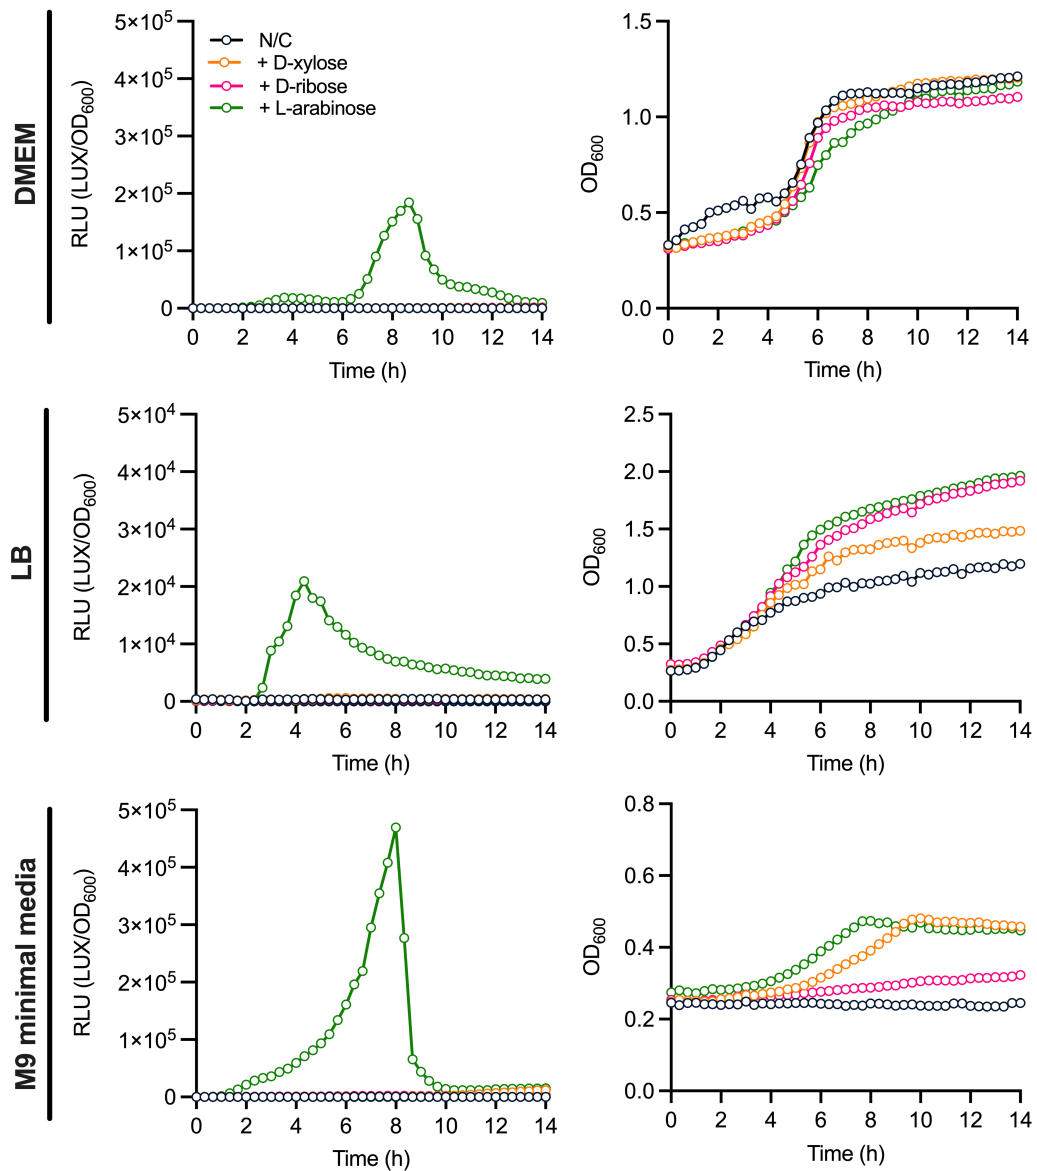 DMEM
RLU (LUX/OD600)
5×10⁵
4×10⁵
3×10⁵
2×10⁵
1×10⁵
0
0 2 4 6 8 10 12 14
Time (h)
N/C
+ D-xylose
+ D-ribose
+ L-arabinose
OD600
1.5
1.0
0.5
0.0
0 2 4 6 8 10 12 14
Time (h)
LB
RLU (LUX/OD600)
5×10⁴
4×10⁴
3×10⁴
2×10⁴
1×10⁴
0
0 2 4 6 8 10 12 14
Time (h)
OD600
2.5
2.0
1.5
1.0
0.5
0.0
0 2 4 6 8 10 12 14
Time (h)
M9 minimal media
RLU (LUX/OD600)
5×10⁵
4×10⁵
3×10⁵
2×10⁵
1×10⁵
0
0 2 4 6 8 10 12 14
Time (h)
OD600
0.8
0.6
0.4
0.2
0.0
0 2 4 6 8 10 12 14
Time (h)